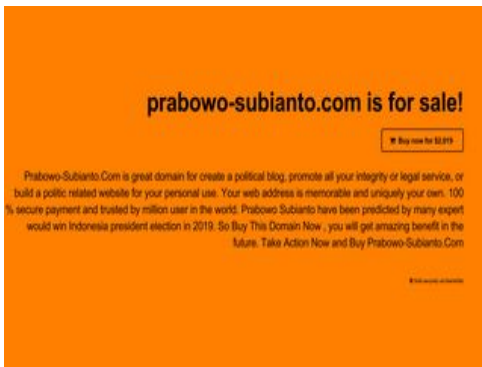 prabowo-subianto.com is for sale!
Buy now for $2,019
Prabowo-Subianto.Com is great domain for create a political blog, promote all your integrity or legal service, or
build a politic related website for your personal use. Your web address is memorable and uniquely your own. 100
% secure payment and trusted by million user in the world. Prabowo Subianto have been predicted by many expert
would win Indonesia president election in 2019. So Buy This Domain Now , you will get amazing benefit in the
future. Take Action Now and Buy Prabowo-Subianto.Com